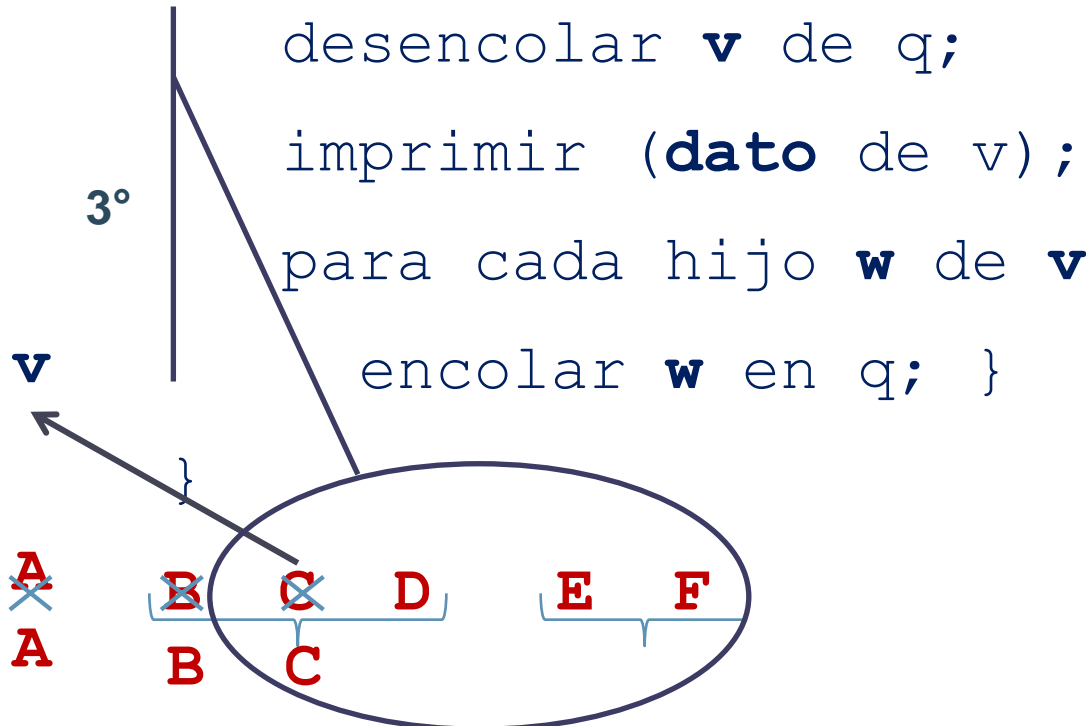 desencolar v de q;
imprimir (dato de v);
3°
para cada hijo w de v
v
encolar w en q; }
}
A B C D E F
A B C